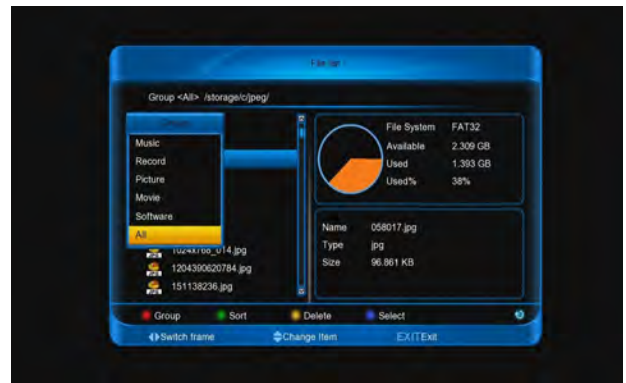 File list
Group <All> /storage/c/jpeg/
Music
Record
Picture
Movie
Software
All
1024x768_014.jpg
1204390620784.jpg
151138236.jpg
File System FAT32
Available 2.309 GB
Used 1.393 GB
Used% 38%
Name 058017.jpg
Type jpg
Size 96.861 KB
Group Sort Delete Select
Switch frame Change Item EXIT Exit